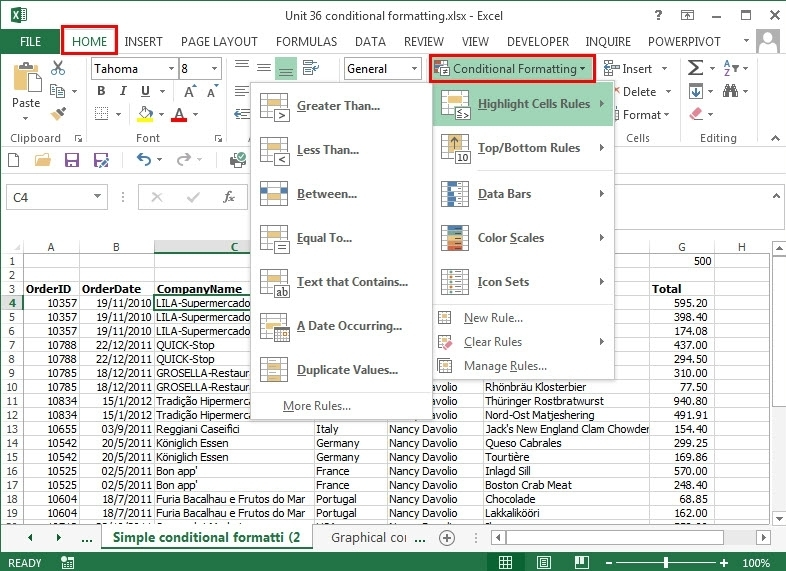 Unit 36 conditional formatting.xlsx - Excel
FILE HOME INSERT PAGE LAYOUT FORMULAS DATA REVIEW VIEW DEVELOPER INQUIRE POWERPIVOT
Tahoma 8 General Conditional Formatting Insert
Paste B I U A A Delete
A Format
Clipboard Font Cells Editing
Greater Than...
Less Than...
Between...
Equal To...
Text that Contains...
A Date Occurring...
Duplicate Values...
More Rules...
Highlight Cells Rules
Top/Bottom Rules
Data Bars
Color Scales
Icon Sets
New Rule...
Clear Rules
Manage Rules...
C4 fx
A B C G H
1 500
2
3 OrderID OrderDate CompanyName Total
4 10357 19/11/2010 LILA-Supermercado 595.20
5 10357 19/11/2010 LILA-Supermercado 398.40
6 10357 19/11/2010 LILA-Supermercado 174.08
7 10788 22/12/2011 QUICK-Stop 437.00
8 10788 22/12/2011 QUICK-Stop 294.50
9 10785 18/12/2011 GROSELLA-Restaura 310.00
10 10785 18/12/2011 GROSELLA-Restaura Nancy Davolio Rhönbräu Klosterbier 77.50
11 10834 15/1/2012 Tradição Hipermerca Thüringer Rostbratwurst 940.80
12 10834 15/1/2012 Tradição Hipermerca Nord-Ost Matjeshering 491.91
13 10655 03/9/2011 Reggiani Caseifici Italy Nancy Davolio Jack's New England Clam Chowder 154.40
14 10542 20/5/2011 Königlich Essen Germany Nancy Davolio Queso Cabrales 299.25
15 10542 20/5/2011 Königlich Essen Germany Nancy Davolio Tourtière 169.86
16 10525 02/5/2011 Bon app' France Nancy Davolio Inlagd Sill 570.00
17 10525 02/5/2011 Bon app' France Nancy Davolio Boston Crab Meat 248.40
18 10604 18/7/2011 Furia Bacalhau e Frutos do Mar Portugal Nancy Davolio Chocolade 68.85
19 10604 18/7/2011 Furia Bacalhau e Frutos do Mar Portugal Nancy Davolio Lakkalikööri 162.10
... Simple conditional formatti (2 Graphical coı ...
READY 100%